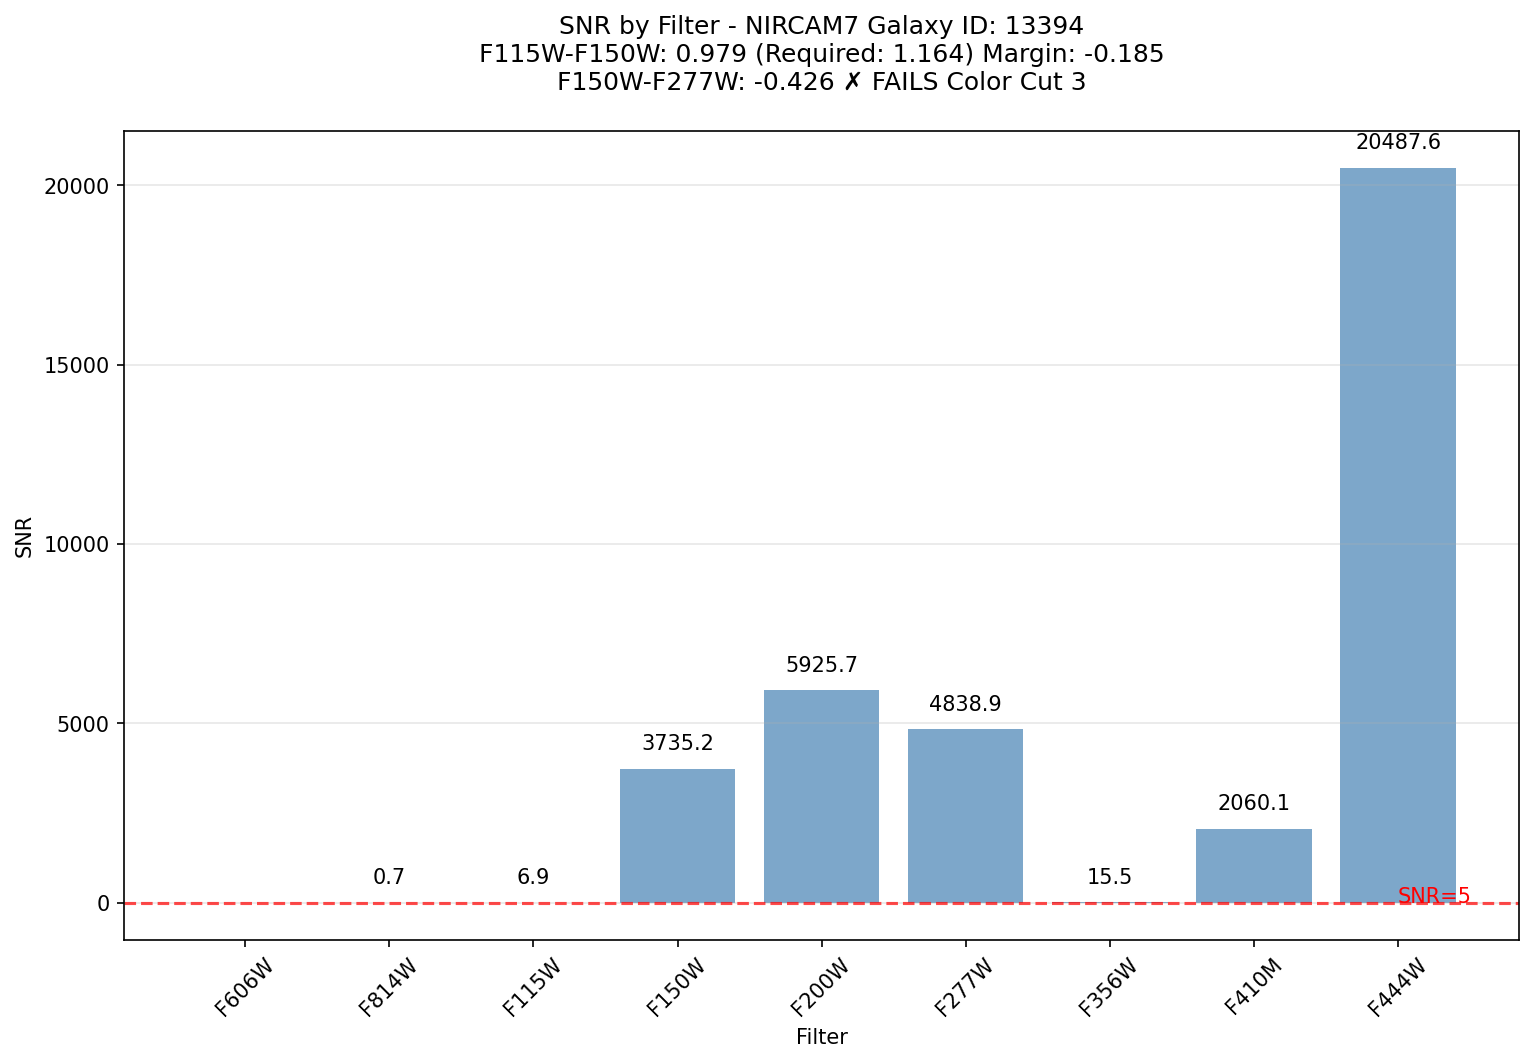 SNR by Filter - NIRCAM7 Galaxy ID: 13394
F115W-F150W: 0.979 (Required: 1.164) Margin: -0.185
F150W-F277W: -0.426 ✗ FAILS Color Cut 3
20487.6
20000
15000
10000
5925.7
4838.9
5000
3735.2
2060.1
0.7
6.9
15.5
SNR=5
0
SNR
F606W
F814W
F115W
F150W
F200W
F277W
F356W
F410M
F444W
Filter